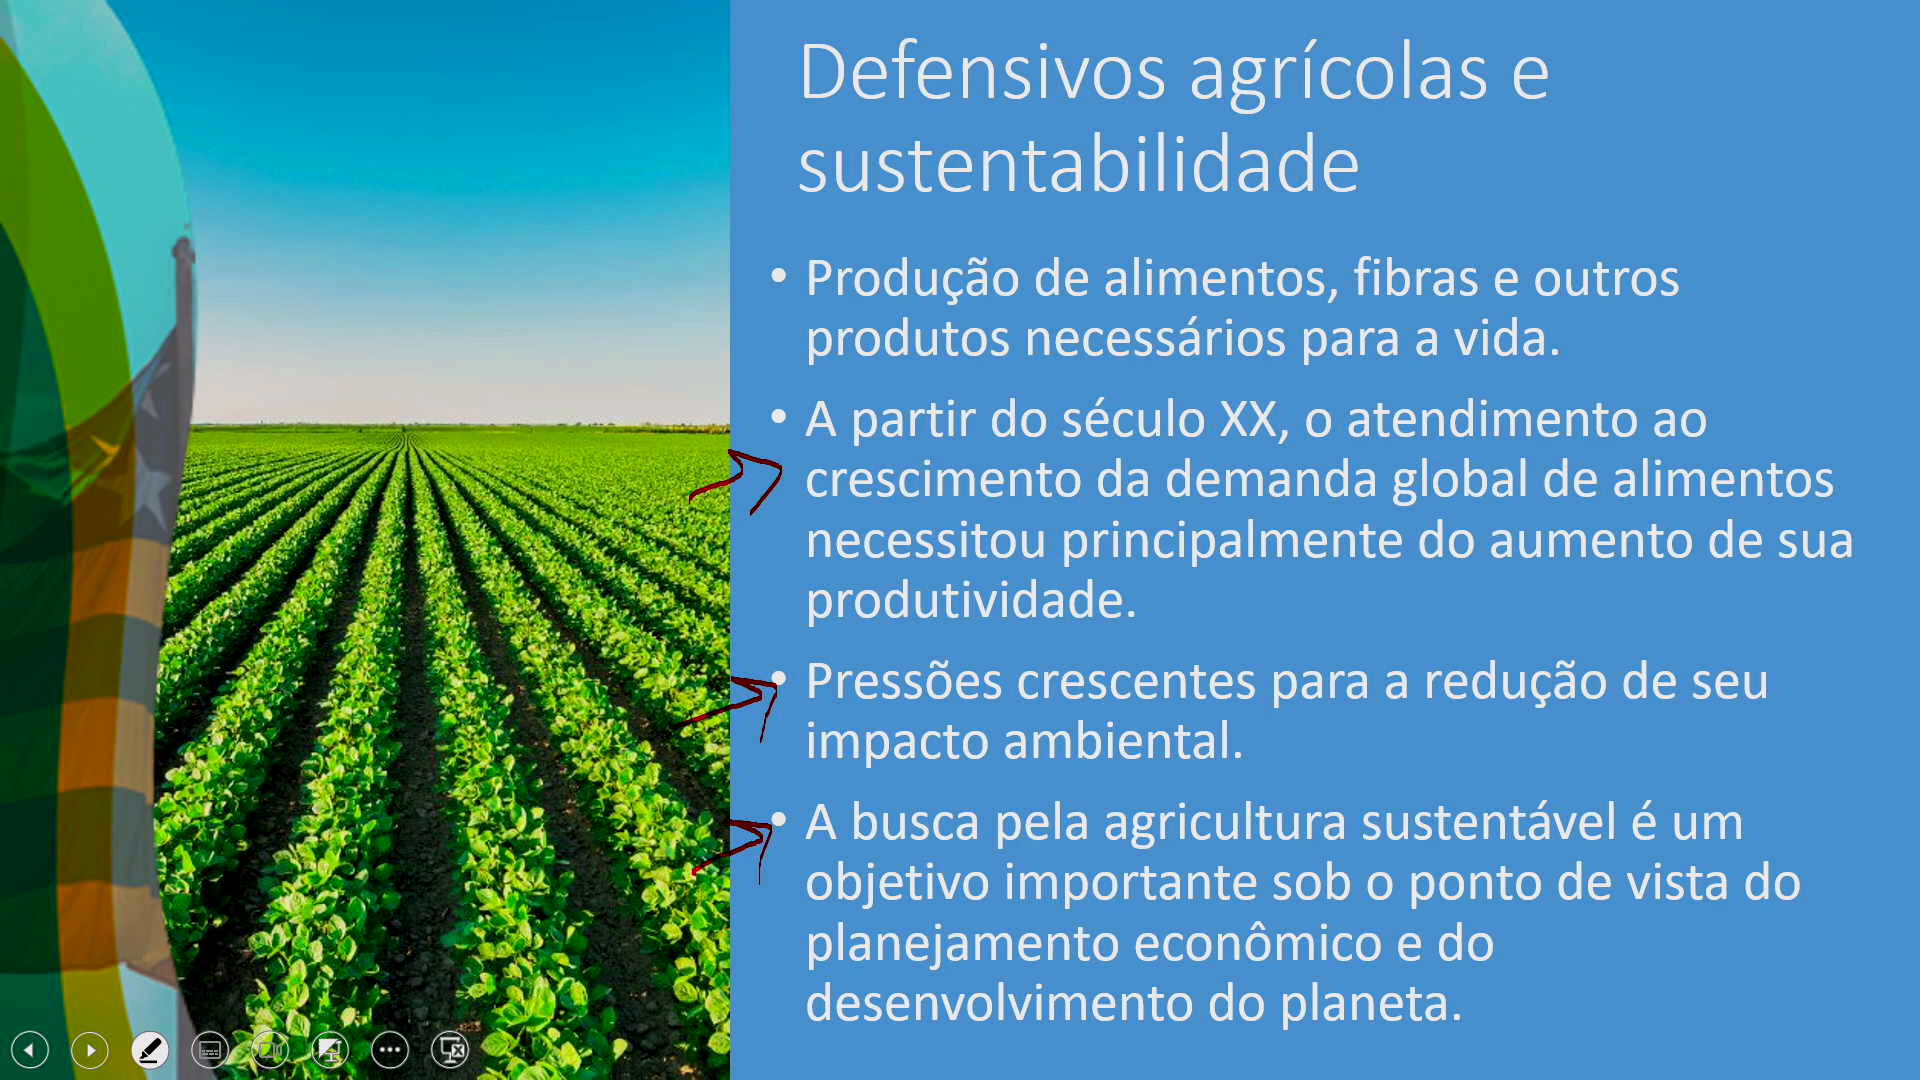 Defensivos agrícolas e
sustentabilidade
• Produção de alimentos, fibras e outros
produtos necessários para a vida.
• A partir do século XX, o atendimento ao
crescimento da demanda global de alimentos
necessitou principalmente do aumento de sua
produtividade.
• Pressões crescentes para a redução de seu
impacto ambiental.
• A busca pela agricultura sustentável é um
objetivo importante sob o ponto de vista do
planejamento econômico e do
desenvolvimento do planeta.